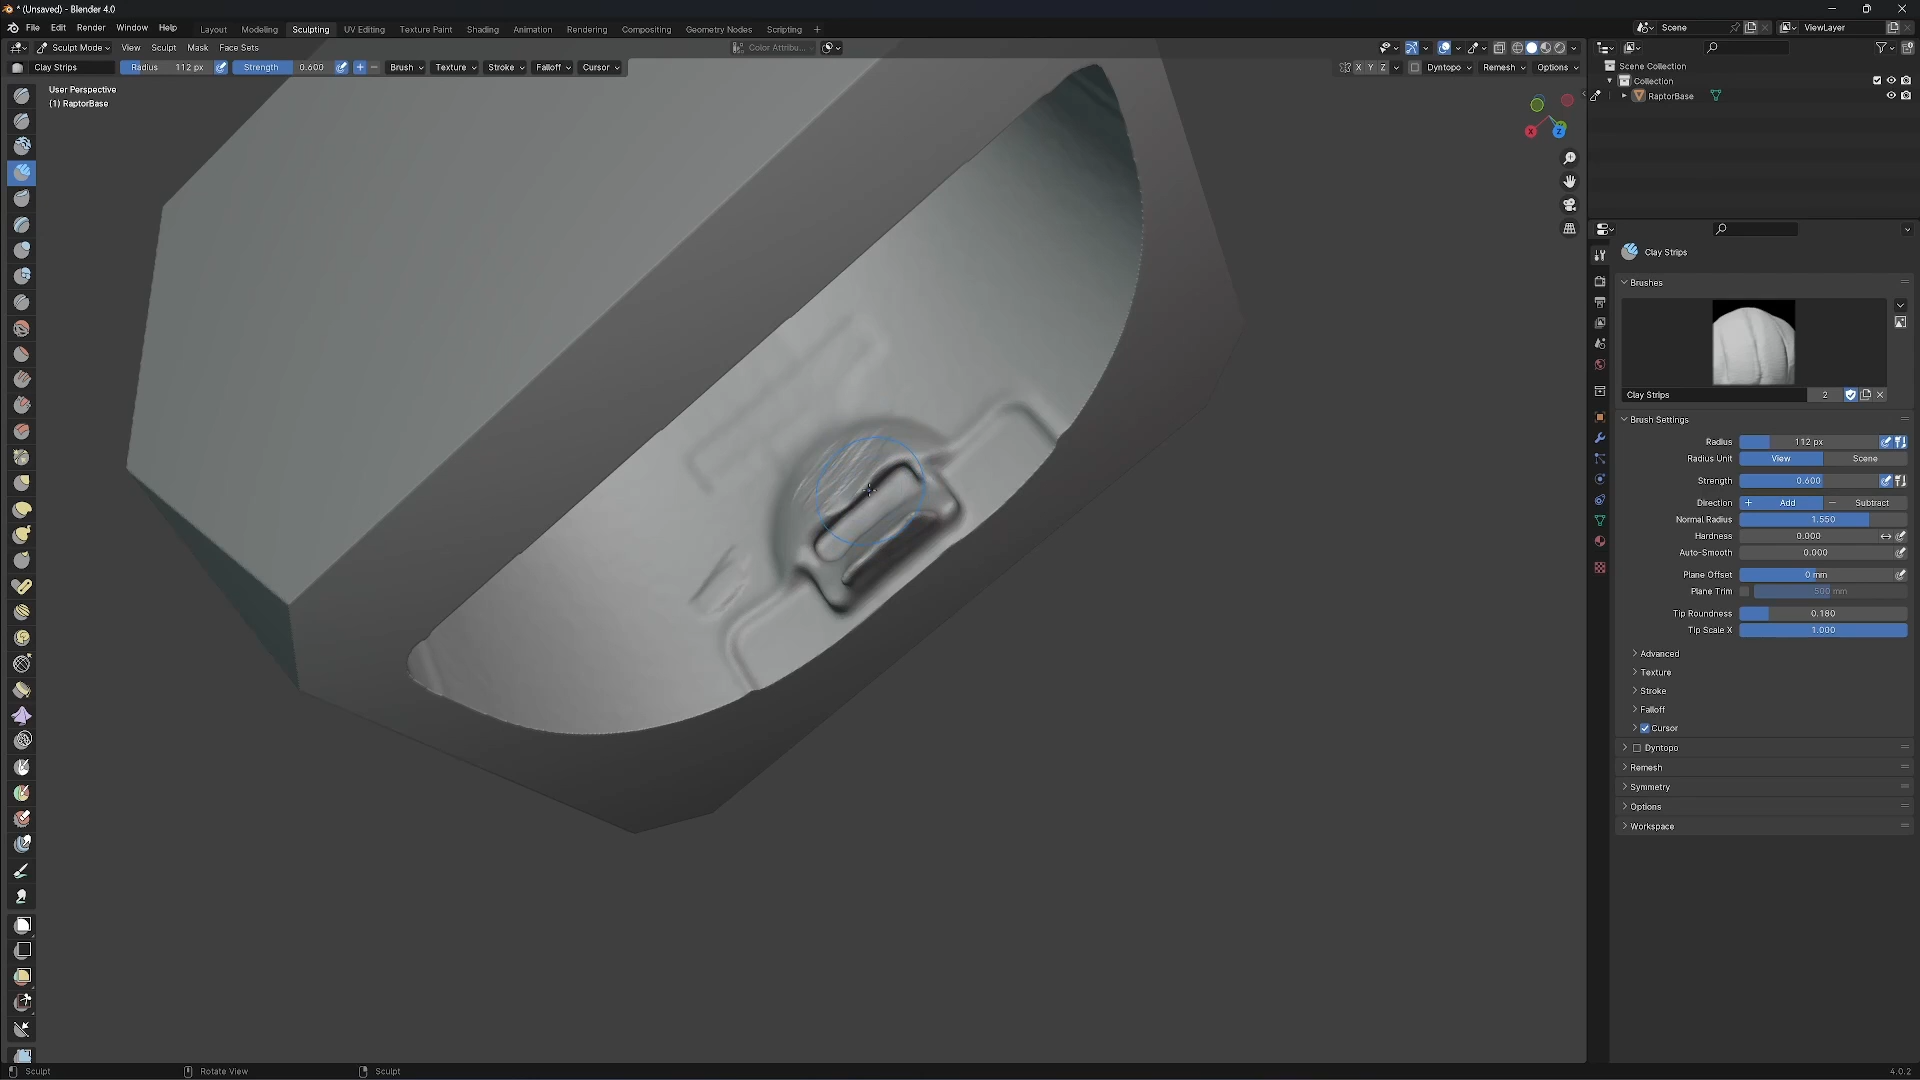 * (Unsaved) - Blender 4.0
File Edit Render Window Help
Layout Modeling Sculpting UV Editing Texture Paint Shading Animation Rendering Compositing Geometry Nodes Scripting +
Scene
ViewLayer
Sculpt Mode View Sculpt Mask Face Sets
Color Attribu...
Clay Strips Radius 112 px Strength 0.600 + − Brush Texture Stroke Falloff Cursor
X Y Z Dyntopo Remesh Options
User Perspective
(1) RaptorBase
X
Z
Scene Collection
Collection
RaptorBase
Clay Strips
Brushes
Clay Strips 2
Brush Settings
Radius 112 px
Radius Unit View Scene
Strength 0.600
Direction + Add − Subtract
Normal Radius 1.550
Hardness 0.000
Auto-Smooth 0.000
Plane Offset 0 mm
Plane Trim 500 mm
Tip Roundness 0.180
Tip Scale X 1.000
Advanced
Texture
Stroke
Falloff
Cursor
Dyntopo
Remesh
Symmetry
Options
Workspace
Sculpt Rotate View Sculpt
4.0.2